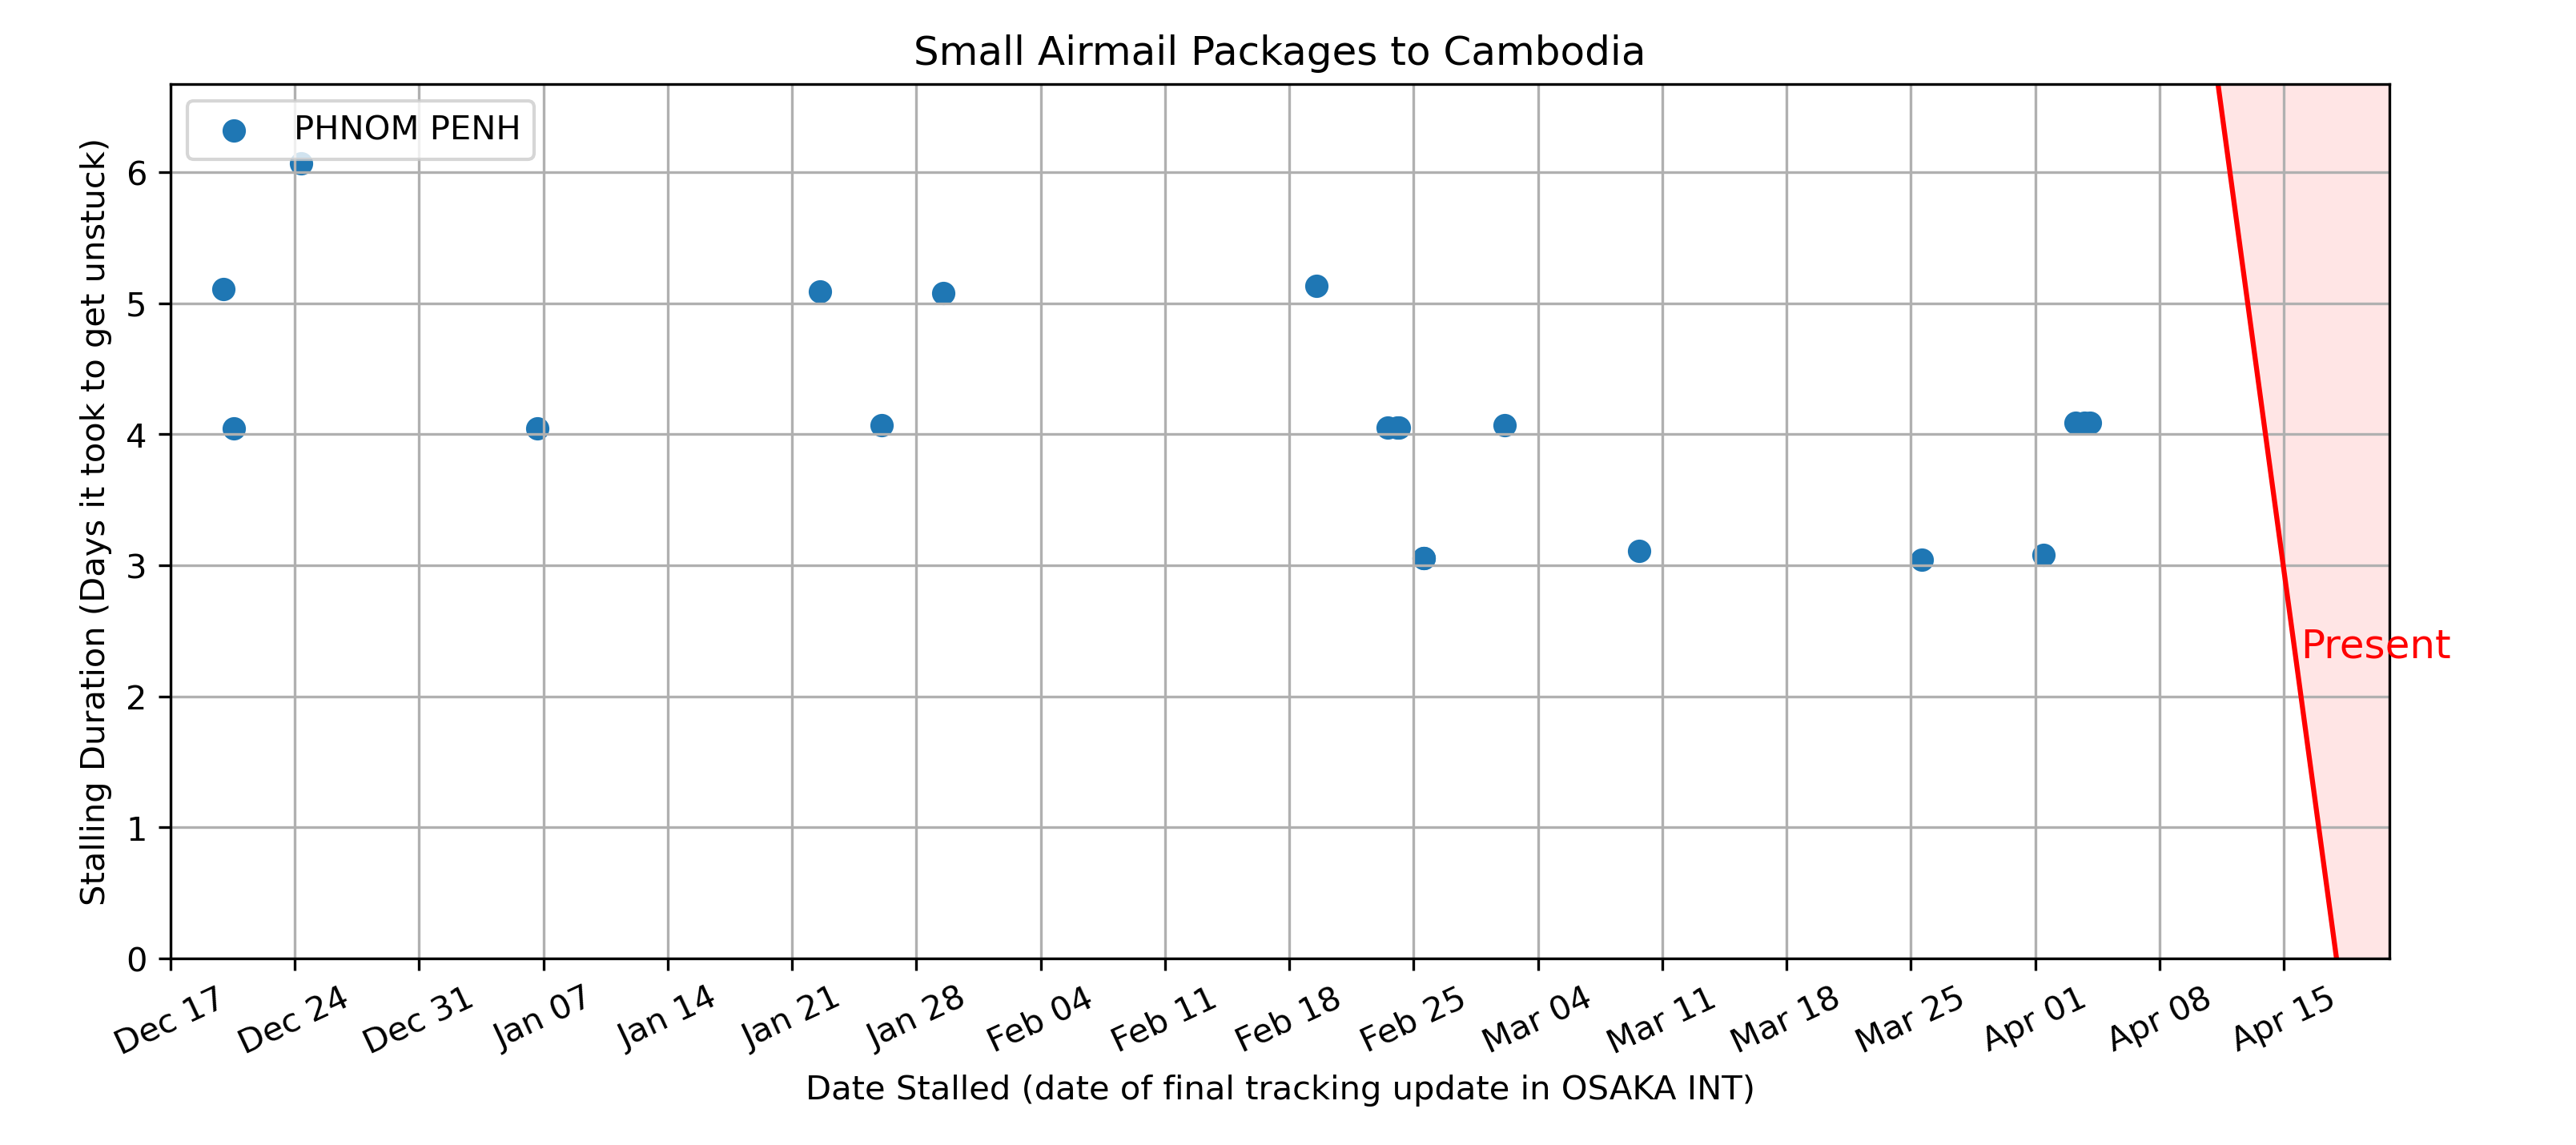 Small Airmail Packages to Cambodia
PHNOM PENH
Stalling Duration (Days it took to get unstuck)
6
5
4
3
2
1
0
Present
Dec 17 Dec 24 Dec 31 Jan 07 Jan 14 Jan 21 Jan 28 Feb 04 Feb 11 Feb 18 Feb 25 Mar 04 Mar 11 Mar 18 Mar 25 Apr 01 Apr 08 Apr 15
Date Stalled (date of final tracking update in OSAKA INT)